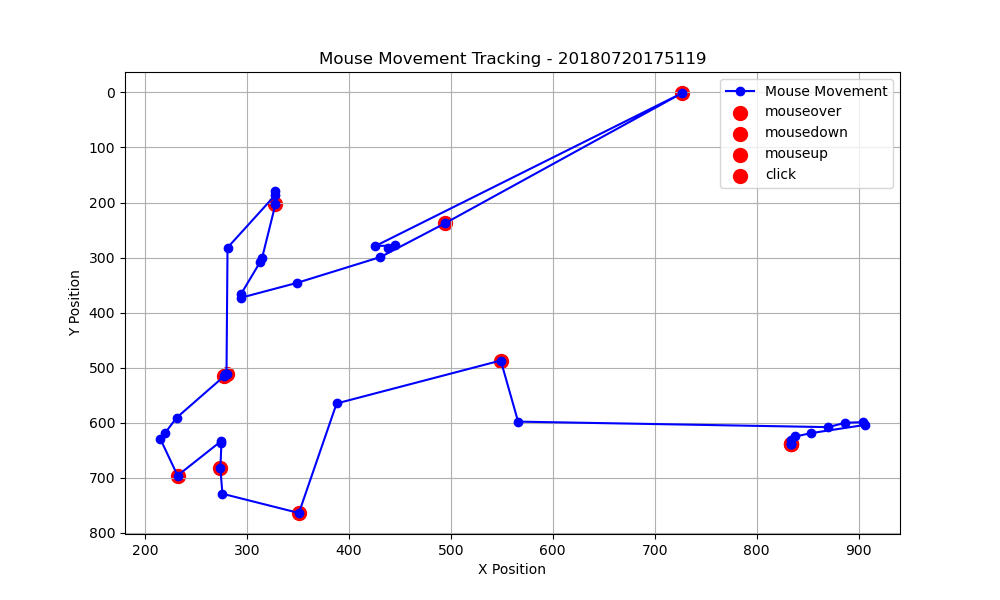 Mouse Movement Tracking - 20180720175119
Mouse Movement
mouseover
mousedown
mouseup
click
Y Position
0
100
200
300
400
500
600
700
800
200 300 400 500 600 700 800 900
X Position